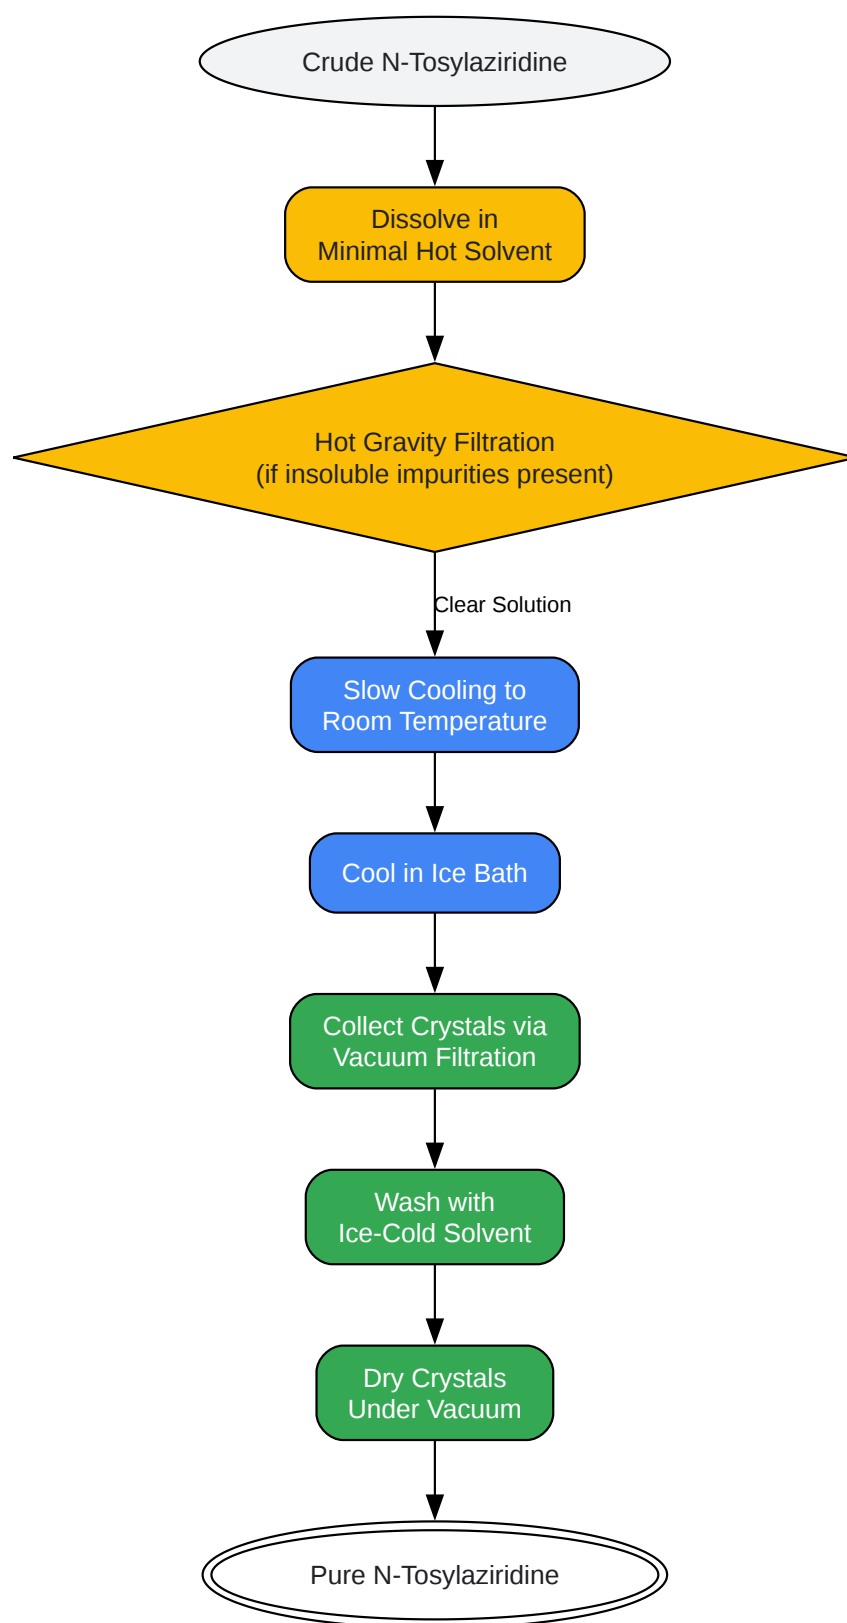 Crude N-Tosylaziridine
Dissolve in
Minimal Hot Solvent
Hot Gravity Filtration
(if insoluble impurities present)
Clear Solution
Slow Cooling to
Room Temperature
Cool in Ice Bath
Collect Crystals via
Vacuum Filtration
Wash with
Ice-Cold Solvent
Dry Crystals
Under Vacuum
Pure N-Tosylaziridine